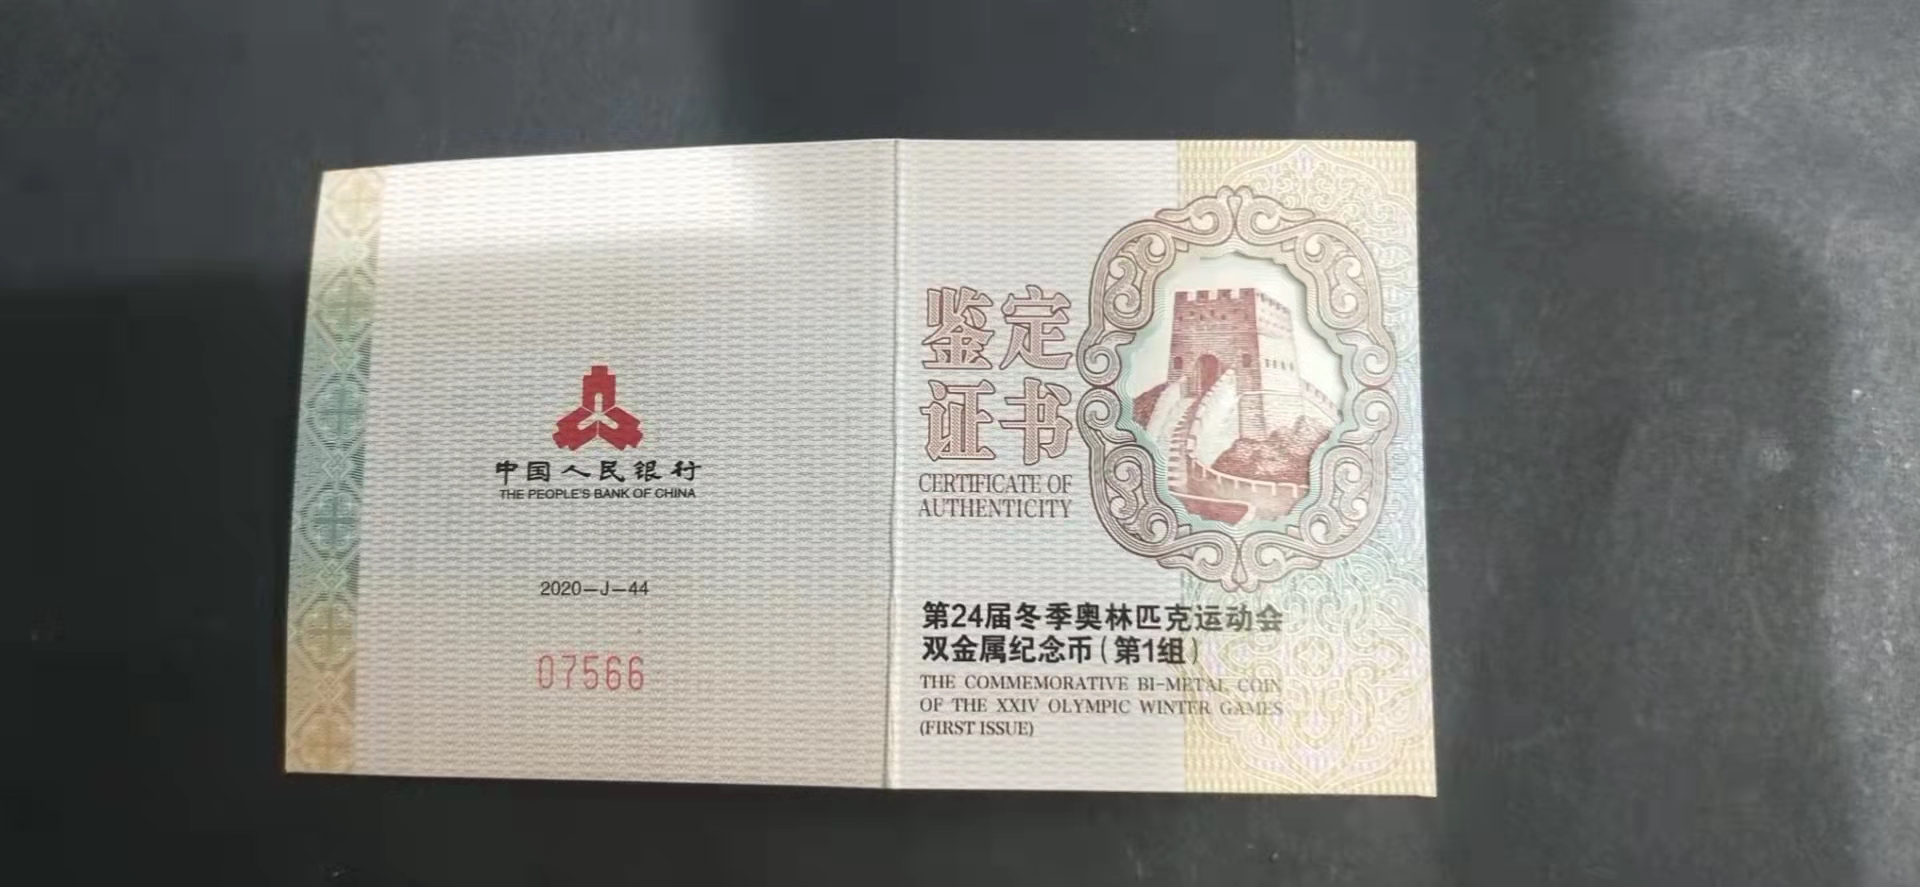 中国人民银行
THE PEOPLE'S BANK OF CHINA
2020—J—44
07566
鉴定
证书
CERTIFICATE OF
AUTHENTICITY
第24届冬季奥林匹克运动会
双金属纪念币（第1组）
THE COMMEMORATIVE BI-METAL COIN
OF THE XXIV OLYMPIC WINTER GAMES
(FIRST ISSUE)